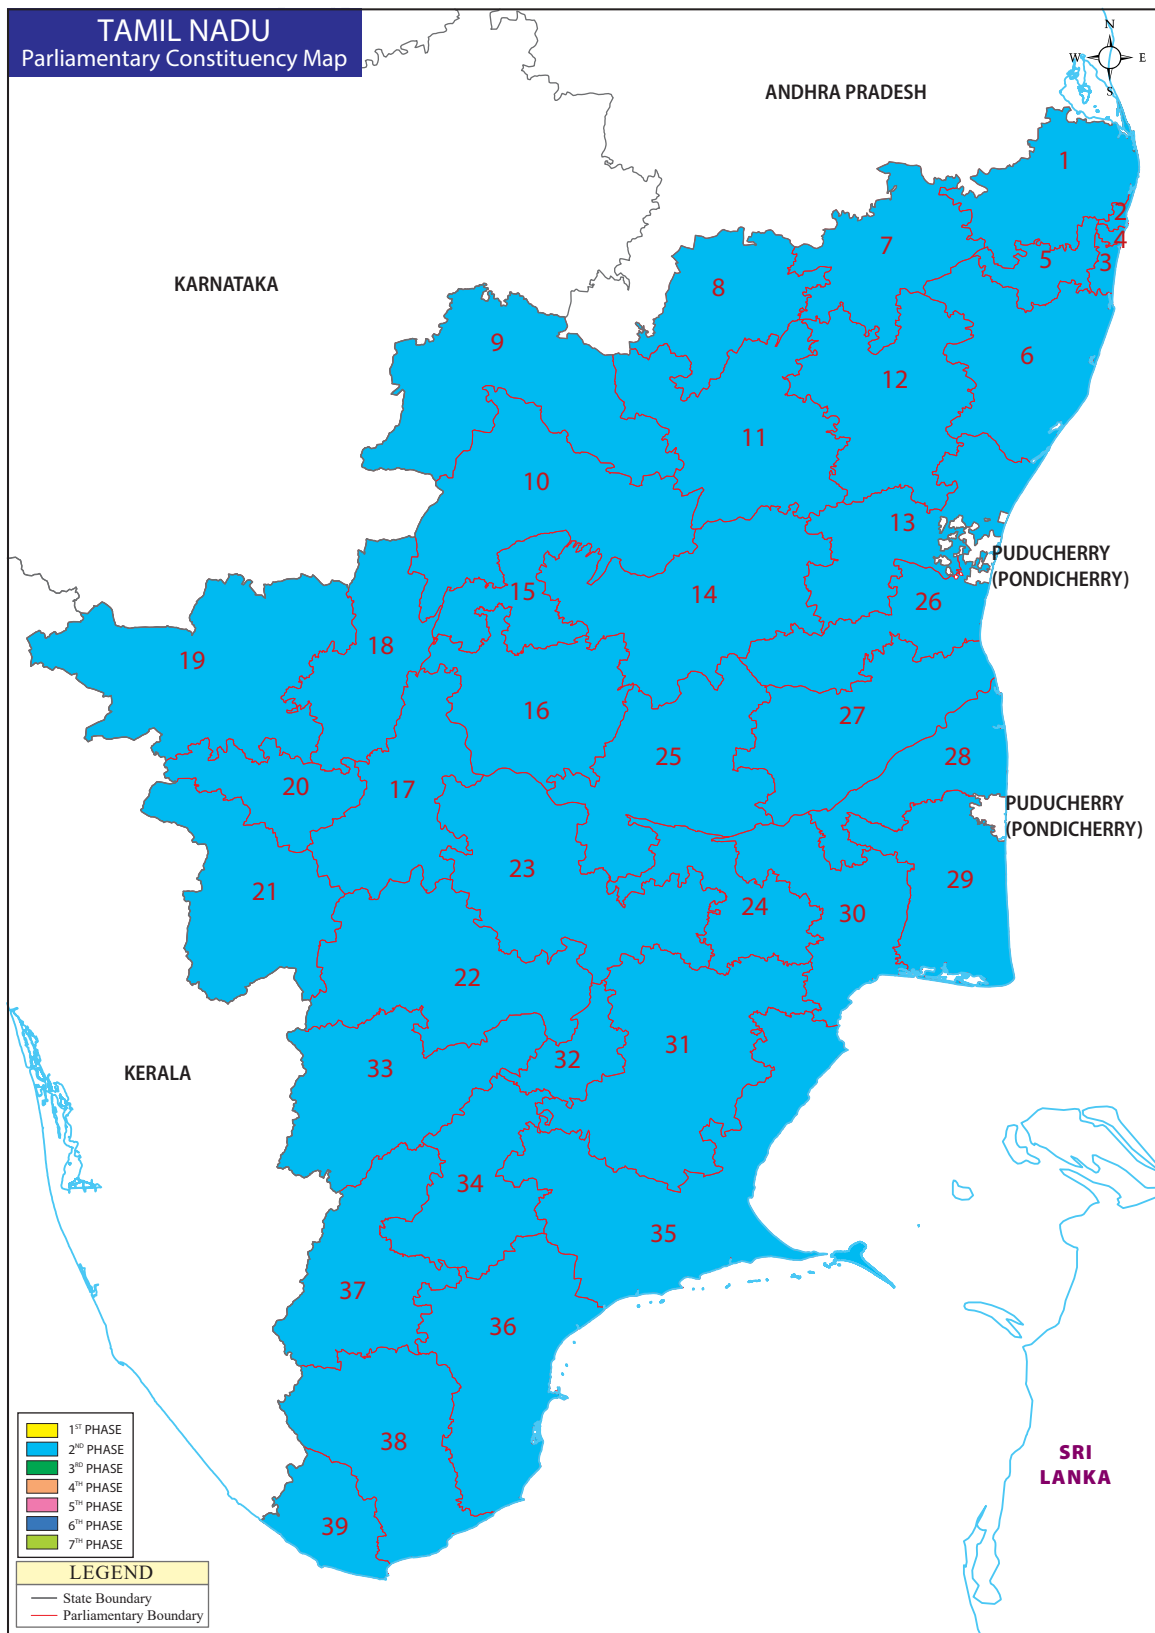 TAMIL NADU
Parliamentary Constituency Map
N
W
E
S
ANDHRA PRADESH
1
2
4
7
5
3
KARNATAKA
8
9
6
12
11
10
13
PUDUCHERRY
(PONDICHERRY)
15
14
26
18
19
16
27
25
28
20
17
PUDUCHERRY
(PONDICHERRY)
23
29
21
24
30
22
31
32
33
KERALA
34
35
37
36
1ST PHASE
2ND PHASE
3RD PHASE
4TH PHASE
5TH PHASE
6TH PHASE
7TH PHASE
38
SRI
LANKA
39
LEGEND
State Boundary
Parliamentary Boundary